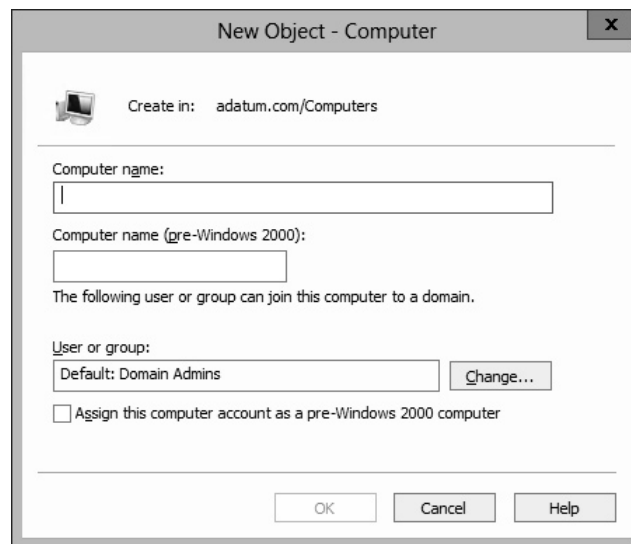 New Object - Computer
x
Create in: adatum.com/Computers
Computer name:
Computer name (pre-Windows 2000):
The following user or group can join this computer to a domain.
User or group:
Default: Domain Admins
Change...
Assign this computer account as a pre-Windows 2000 computer
OK Cancel Help